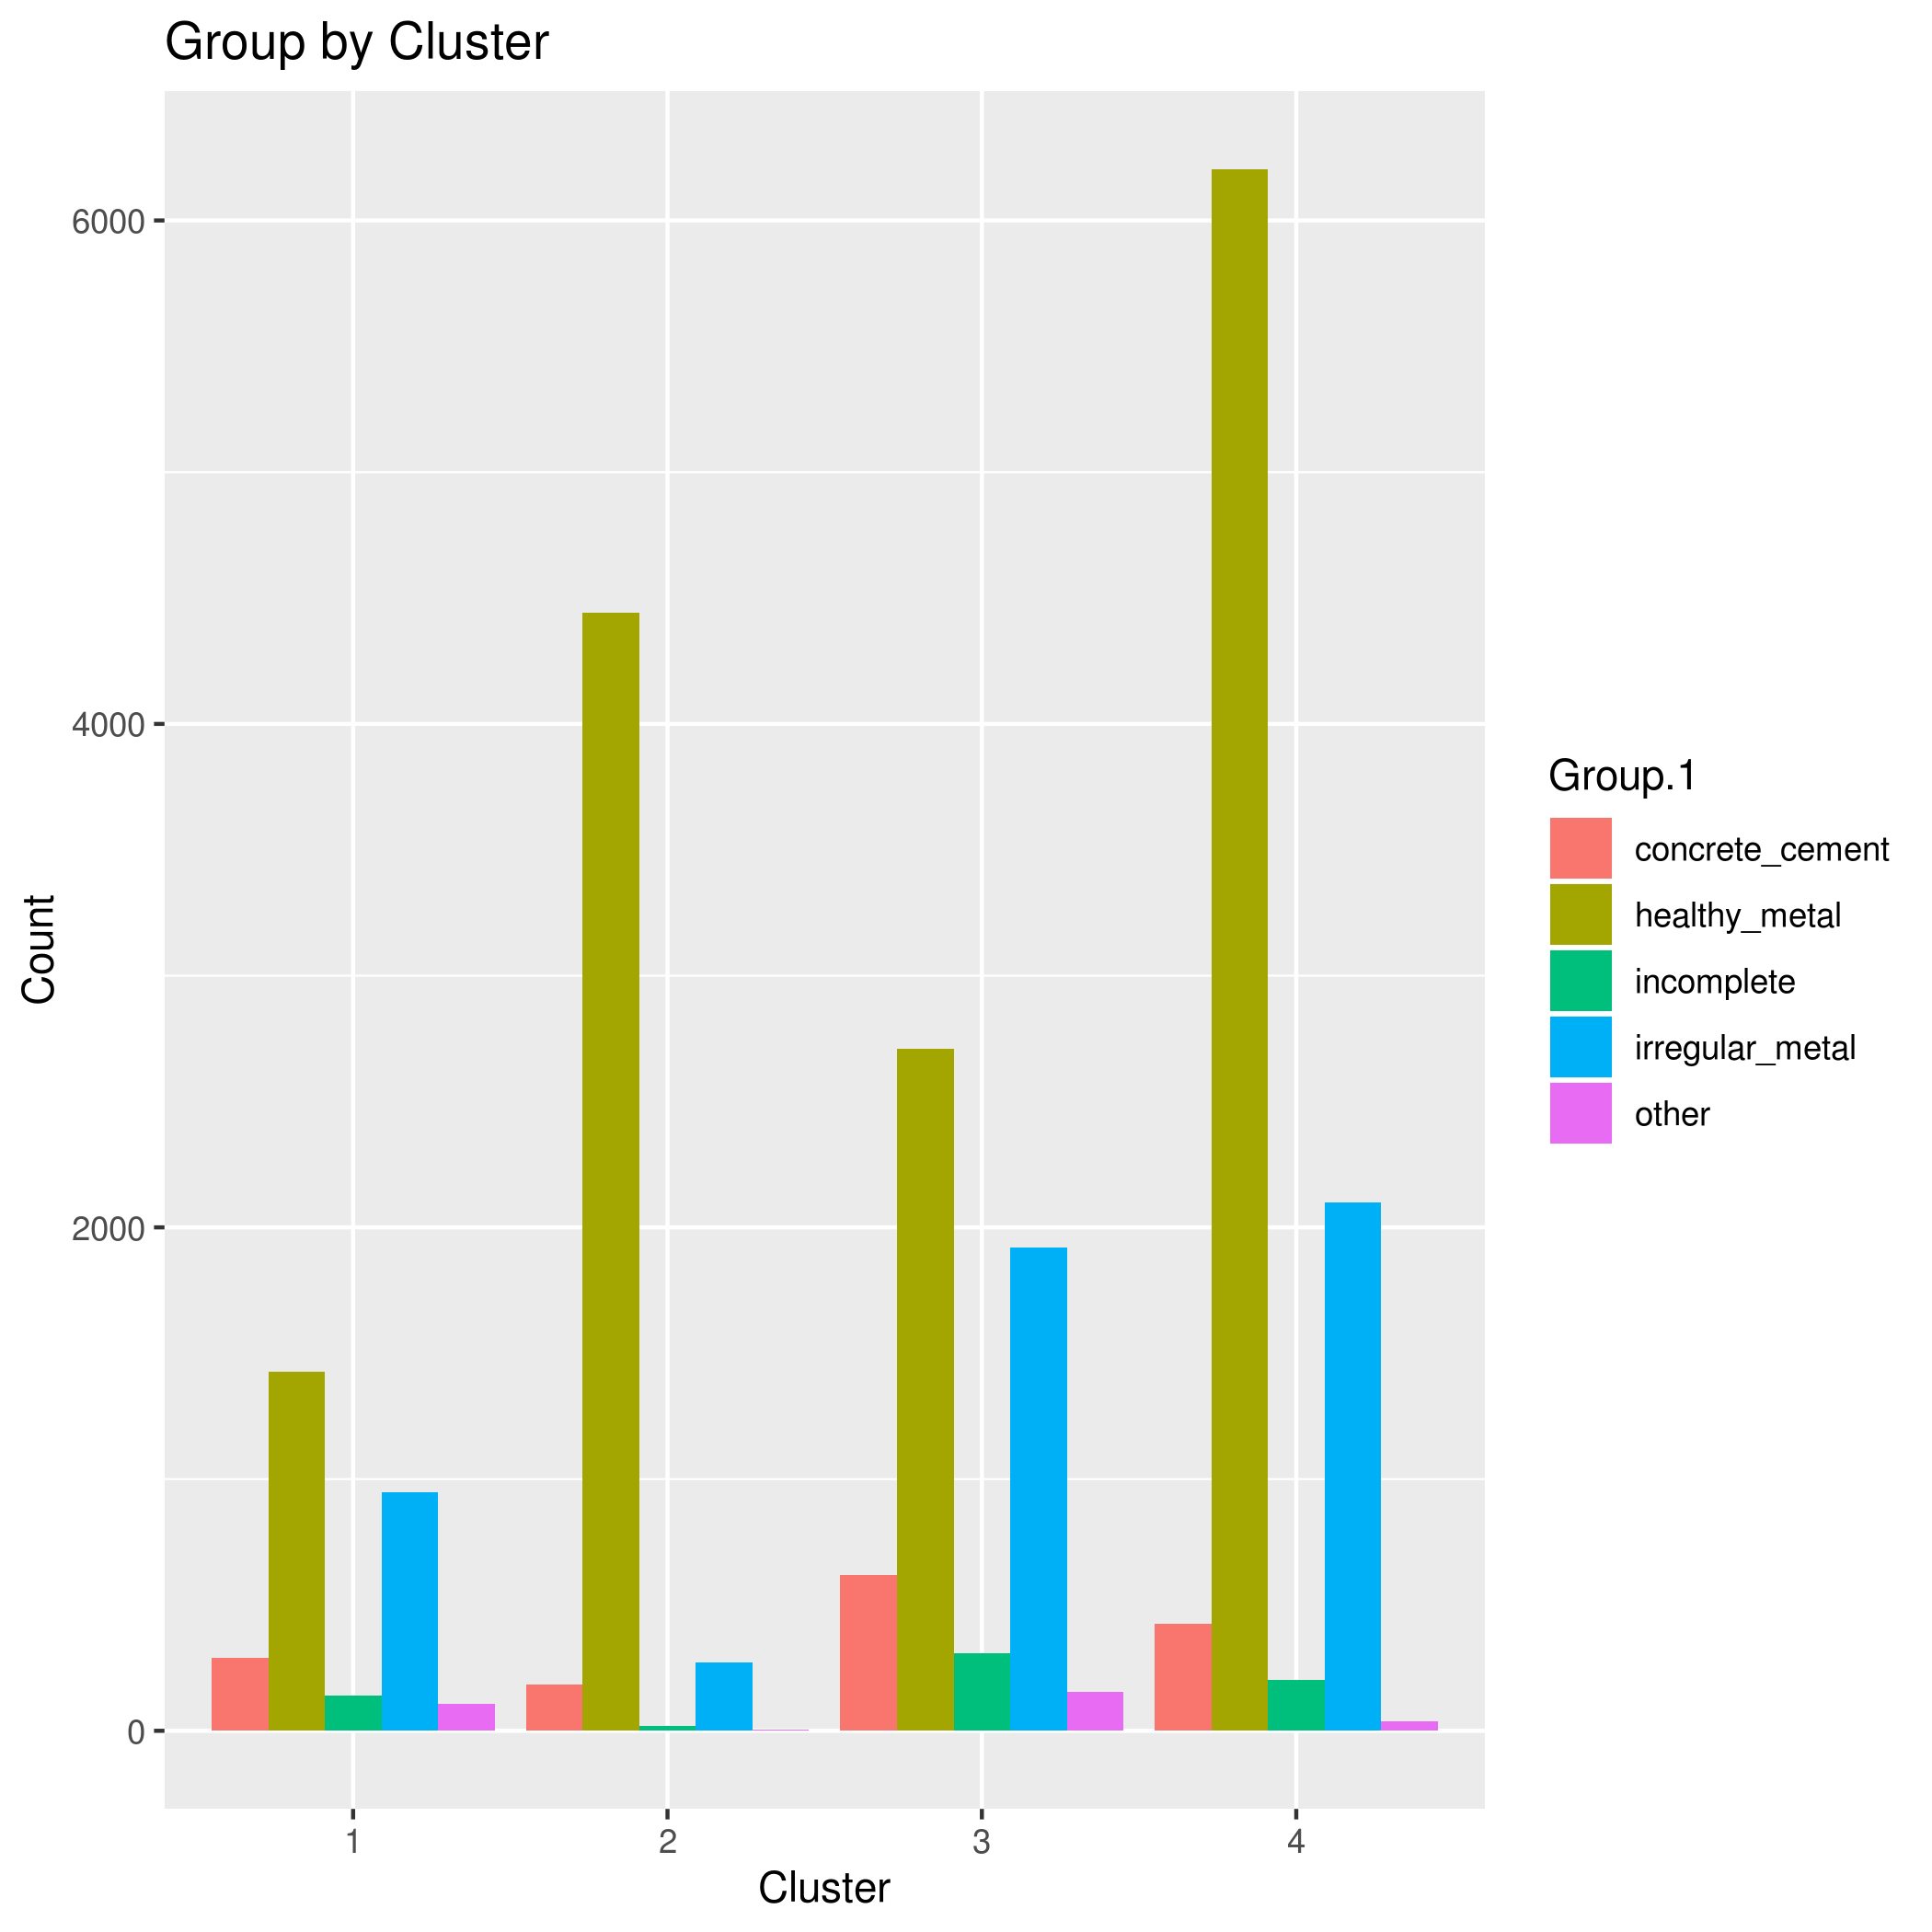 Group by Cluster
6000
4000
2000
0
Count
1 2 3 4
Cluster
Group.1
concrete_cement
healthy_metal
incomplete
irregular_metal
other